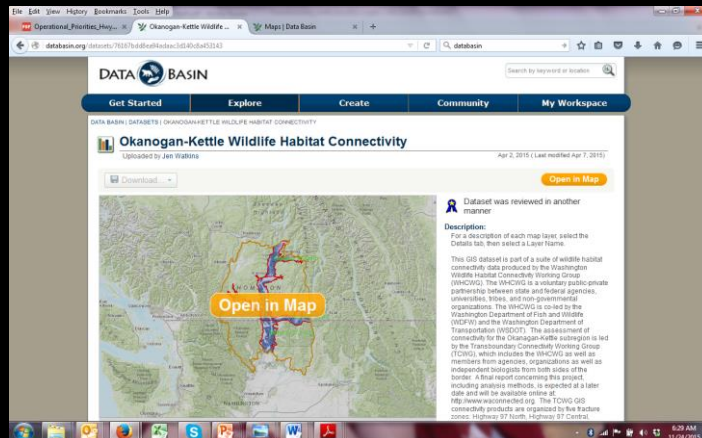 File Edit View History Bookmarks Tools Help
Operational_Priorities_Hwy...
Okanogan-Kettle Wildlife ...
Maps | Data Basin
databasin.org/datasets/
databasin
DATA BASIN
Search by keyword or location
Get Started
Explore
Create
Community
My Workspace
DATA BASIN | DATASETS | OKANOGAN-KETTLE WILDLIFE HABITAT CONNECTIVITY
Okanogan-Kettle Wildlife Habitat Connectivity
Uploaded by Jen Watkins
Apr 2, 2015 (Last modified Apr 7, 2015)
Download...
Open in Map
Open in Map
Dataset was reviewed in another
manner
Description:
For a description of each map layer, select the
Details tab, then select a Layer Name.
This GIS dataset is part of a suite of wildlife habitat
connectivity data produced by the Washington
Wildlife Habitat Connectivity Working Group
(WHCWG). The WHCWG is a voluntary public-private
partnership between state and federal agencies,
universities, tribes, and non-governmental
organizations. The WHCWG is co-led by the
Washington Department of Fish and Wildlife
(WDFW) and the Washington Department of
Transportation (WSDOT). The assessment of
connectivity for the Okanogan-Kettle subregion is led
by the Transboundary Connectivity Working Group
(TCWG), which includes the WHCWG as well as
members from agencies, organizations as well as
independent biologists from both sides of the
border. A final report concerning this project,
including analysis methods, is expected at a later
date and will be available online at:
http://www.waconnected.org. The TCWG GIS
connectivity products are organized by five fracture
zones: Highway 97 North, Highway 97 Central,
6:29 AM
11/24/2015